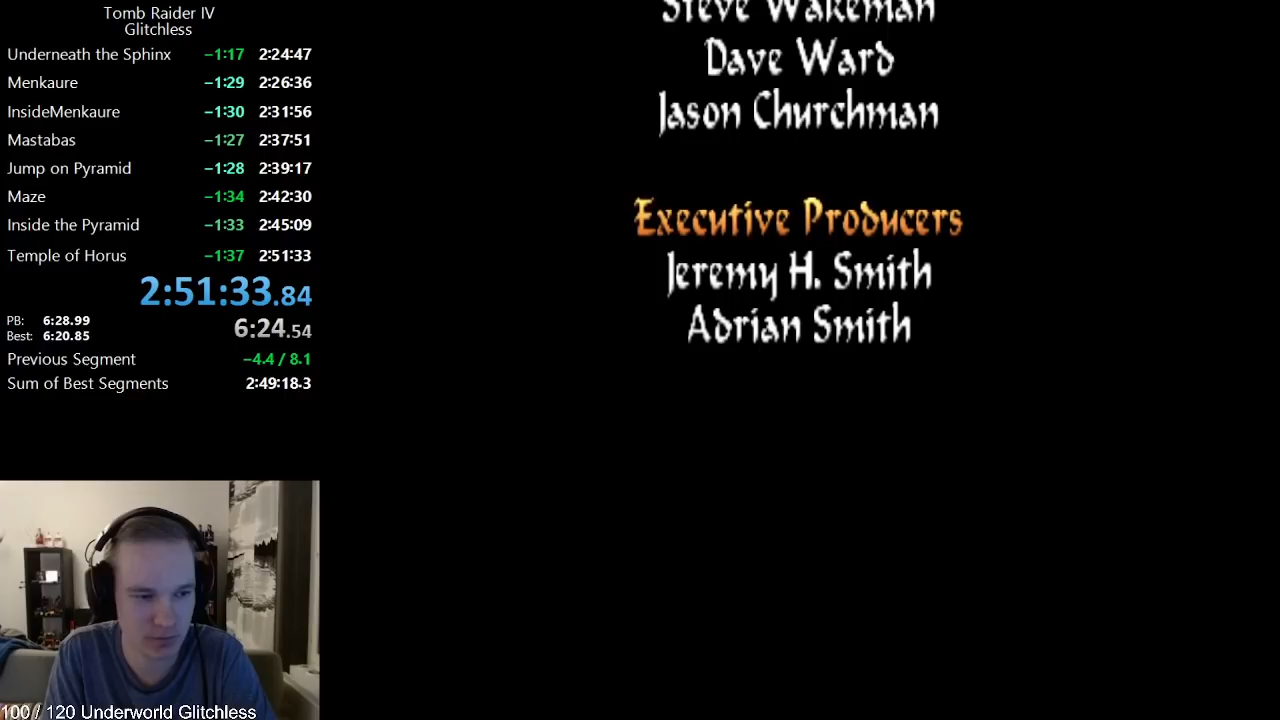 Tomb Raider IV
Glitchless
Underneath the Sphinx −1:17 2:24:47
Menkaure −1:29 2:26:36
InsideMenkaure −1:30 2:31:56
Mastabas −1:27 2:37:51
Jump on Pyramid −1:28 2:39:17
Maze −1:34 2:42:30
Inside the Pyramid −1:33 2:45:09
Temple of Horus −1:37 2:51:33
2:51:33.84
PB: 6:28.99
Best: 6:20.85
6:24.54
Previous Segment −4.4 / 8.1
Sum of Best Segments 2:49:18.3
Steve Wakeman
Dave Ward
Jason Churchman
Executive Producers
Jeremy H. Smith
Adrian Smith
100 / 120 Underworld Glitchless